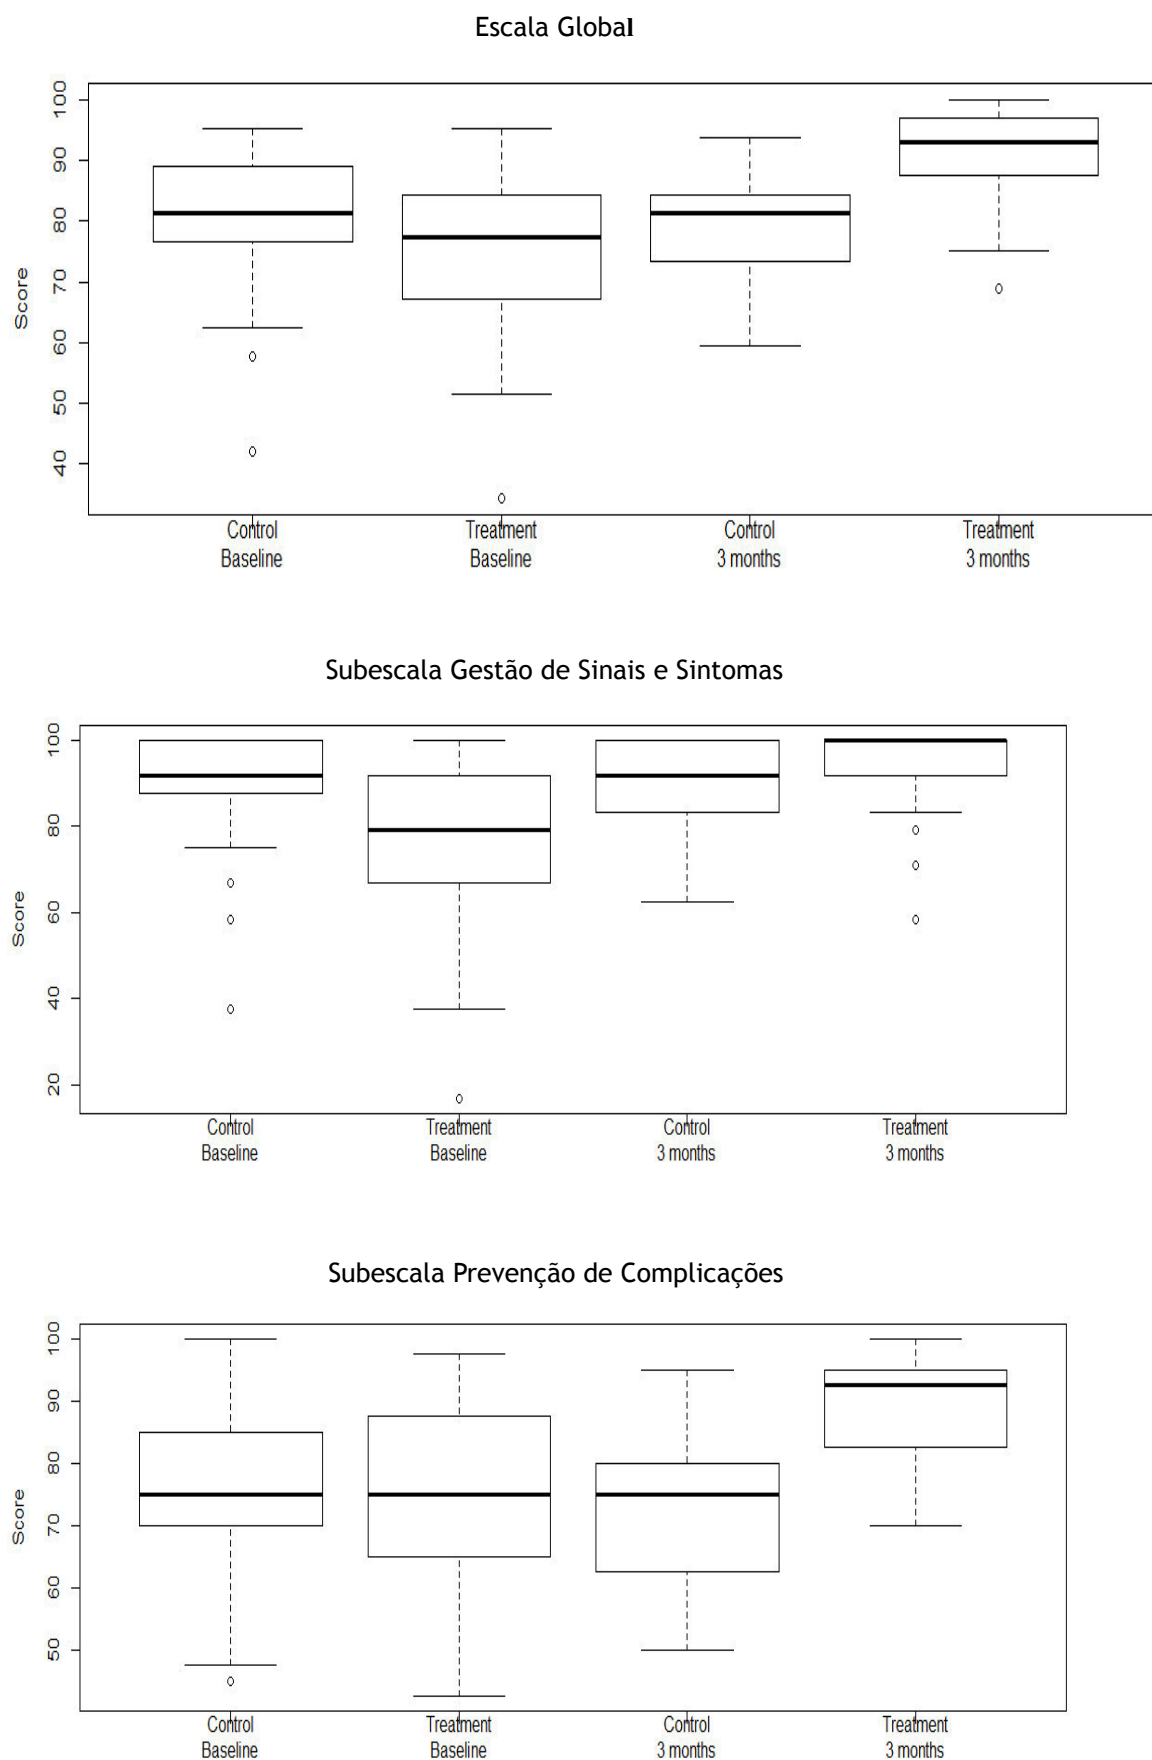 Escala Global
100
90
80
70
60
50
40
Score
Control
Baseline
Treatment
Baseline
Control
3 months
Treatment
3 months
Subescala Gestão de Sinais e Sintomas
100
80
60
40
20
Score
Control
Baseline
Treatment
Baseline
Control
3 months
Treatment
3 months
Subescala Prevenção de Complicações
100
90
80
70
60
50
Score
Control
Baseline
Treatment
Baseline
Control
3 months
Treatment
3 months